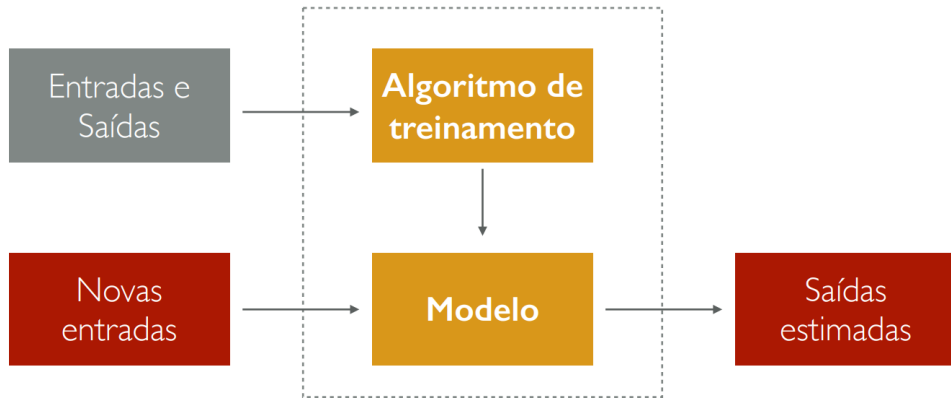 Entradas e
Saídas
Algoritmo de
treinamento
Novas
entradas
Modelo
Saídas
estimadas